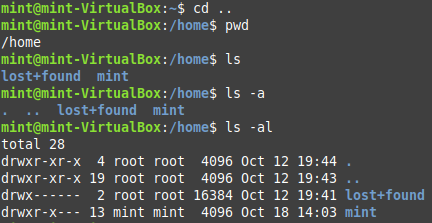 mint@mint-VirtualBox:~$ cd ..
mint@mint-VirtualBox:/home$ pwd
/home
mint@mint-VirtualBox:/home$ ls
lost+found  mint
mint@mint-VirtualBox:/home$ ls -a
.  ..  lost+found  mint
mint@mint-VirtualBox:/home$ ls -al
total 28
drwxr-xr-x  4 root root  4096 Oct 12 19:44 .
drwxr-xr-x 19 root root  4096 Oct 12 19:43 ..
drwx------  2 root root 16384 Oct 12 19:41 lost+found
drwxr-x--- 13 mint mint  4096 Oct 18 14:03 mint